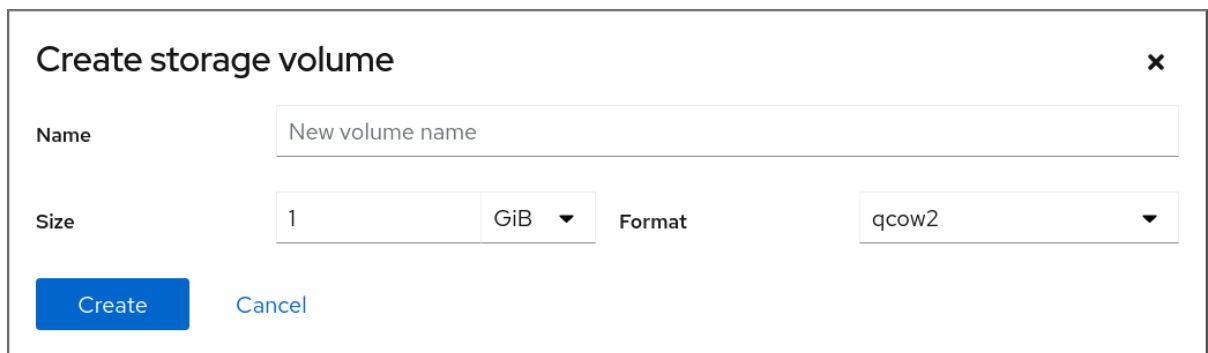 Create storage volume
Name New volume name
Size 1 GiB Format qcow2
Create Cancel